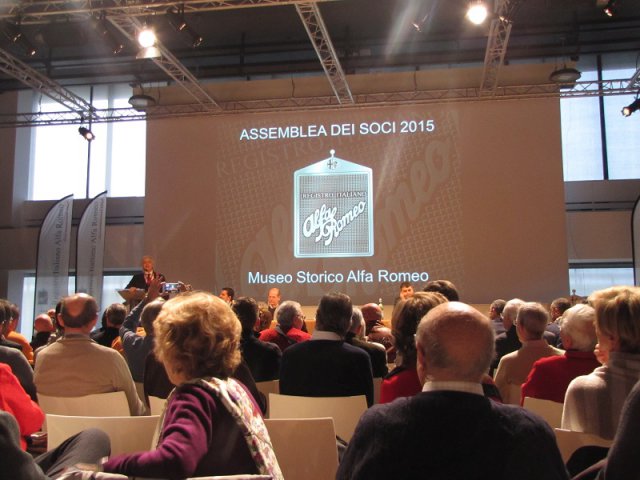 ASSEMBLEA DEI SOCI 2015
REGISTRO ITALIANO
Alfa Romeo
Museo Storico Alfa Romeo